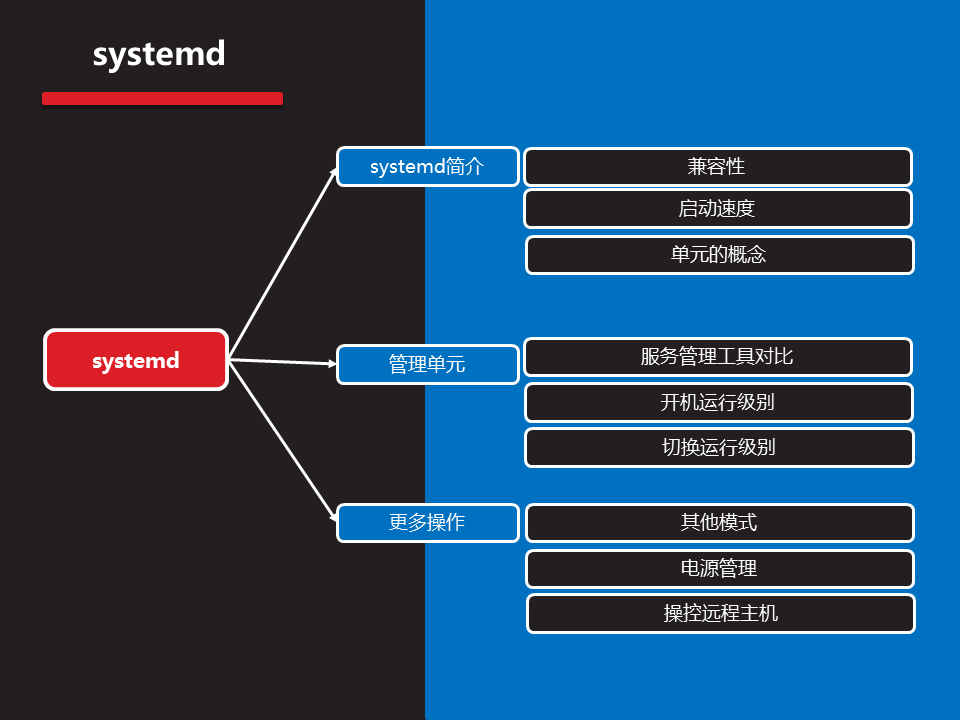 systemd
systemd
systemd简介
兼容性
启动速度
单元的概念
管理单元
服务管理工具对比
开机运行级别
切换运行级别
更多操作
其他模式
电源管理
操控远程主机